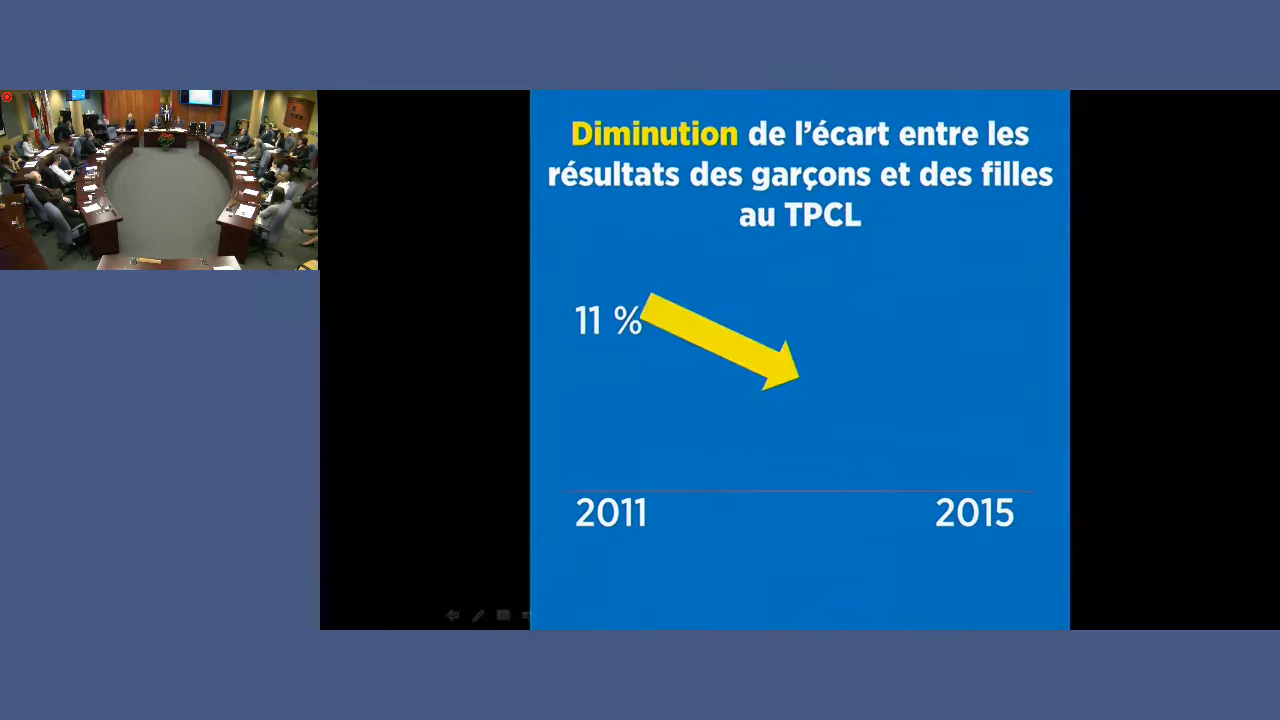 Diminution de l’écart entre les
résultats des garçons et des filles
au TPCL
11 %
2011
2015